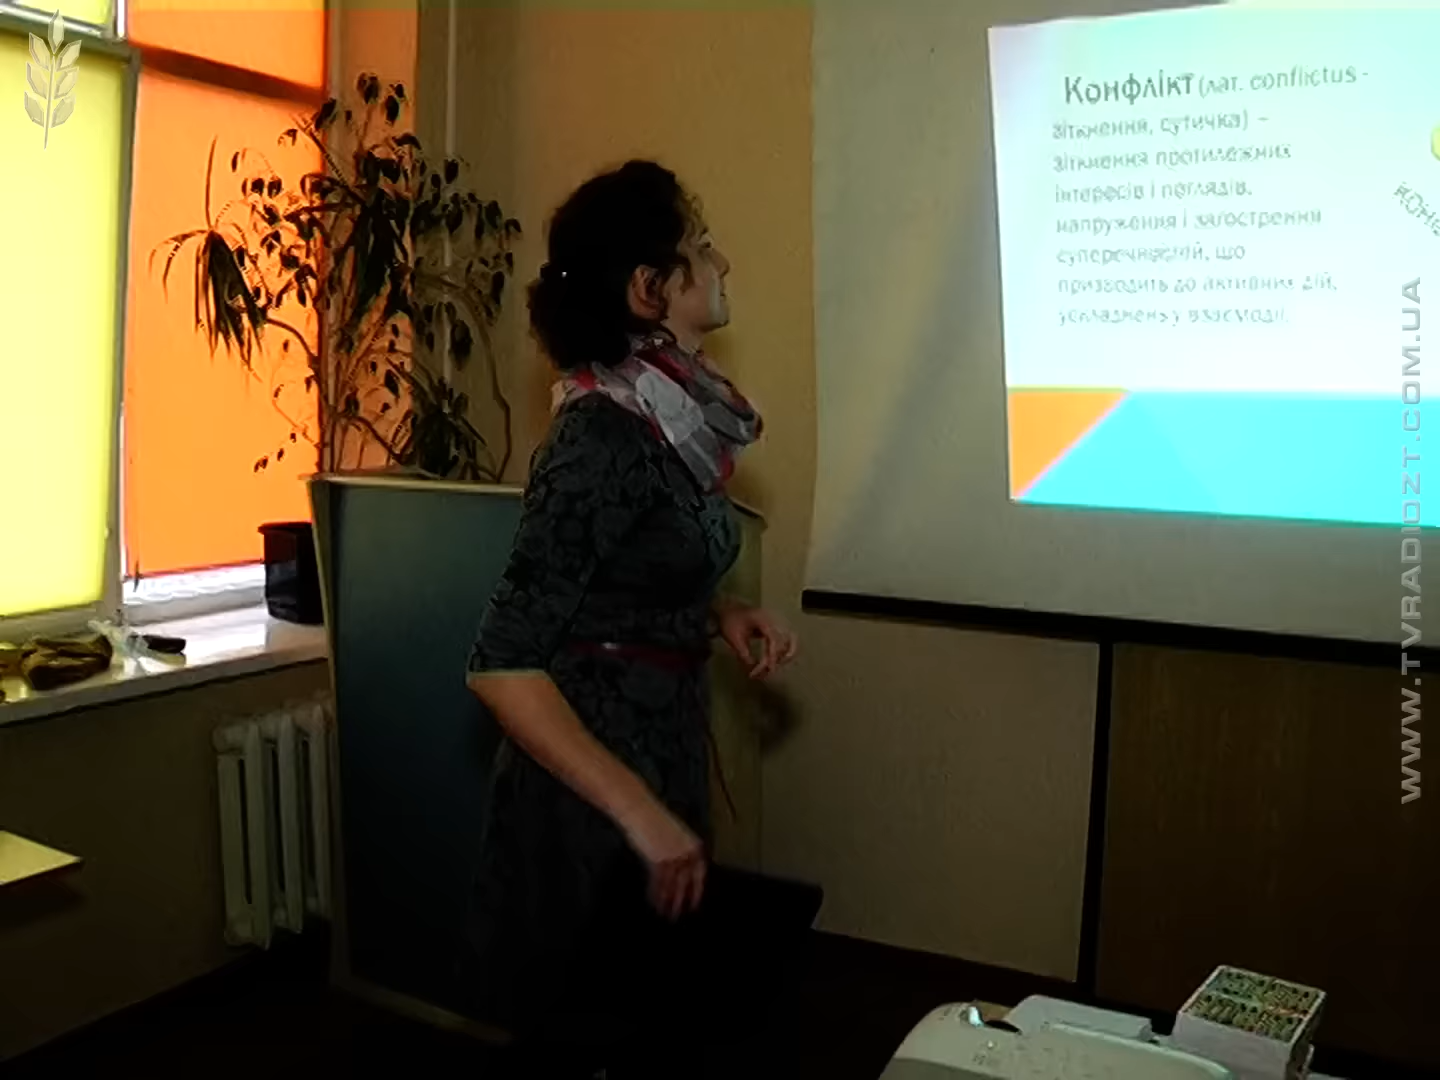 Конфлікт (лат. conflictus -
зіткнення, сутичка) –
зіткнення протилежних
інтересів і поглядів,
напруження і загострення
суперечностей, що
призводить до активних дій,
ускладнень у взаємодії,
WWW.TVRADIOZT.COM.UA